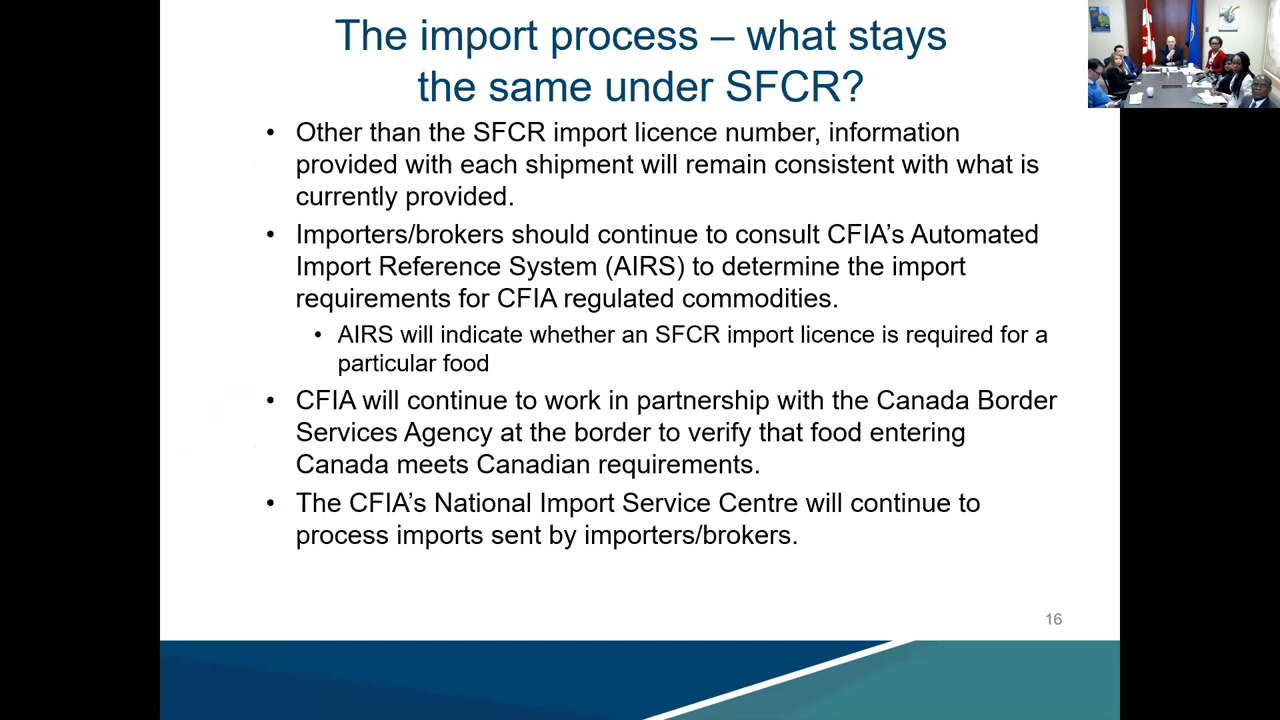 The import process – what stays
the same under SFCR?
• Other than the SFCR import licence number, information
provided with each shipment will remain consistent with what is
currently provided.
• Importers/brokers should continue to consult CFIA’s Automated
Import Reference System (AIRS) to determine the import
requirements for CFIA regulated commodities.
• AIRS will indicate whether an SFCR import licence is required for a
particular food
• CFIA will continue to work in partnership with the Canada Border
Services Agency at the border to verify that food entering
Canada meets Canadian requirements.
• The CFIA’s National Import Service Centre will continue to
process imports sent by importers/brokers.
16